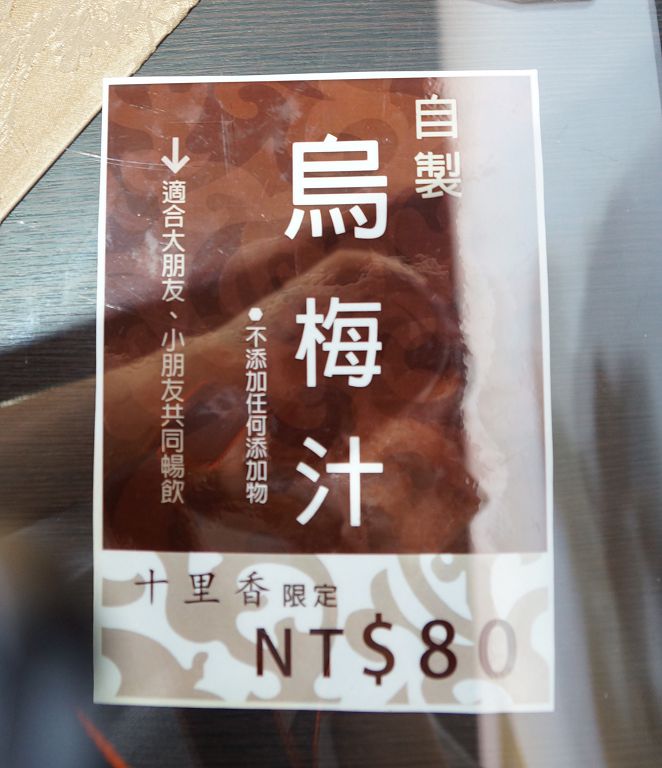 自製
烏梅汁
●不添加任何添加物
↓適合大朋友、小朋友共同暢飲
十里香限定
NT$80